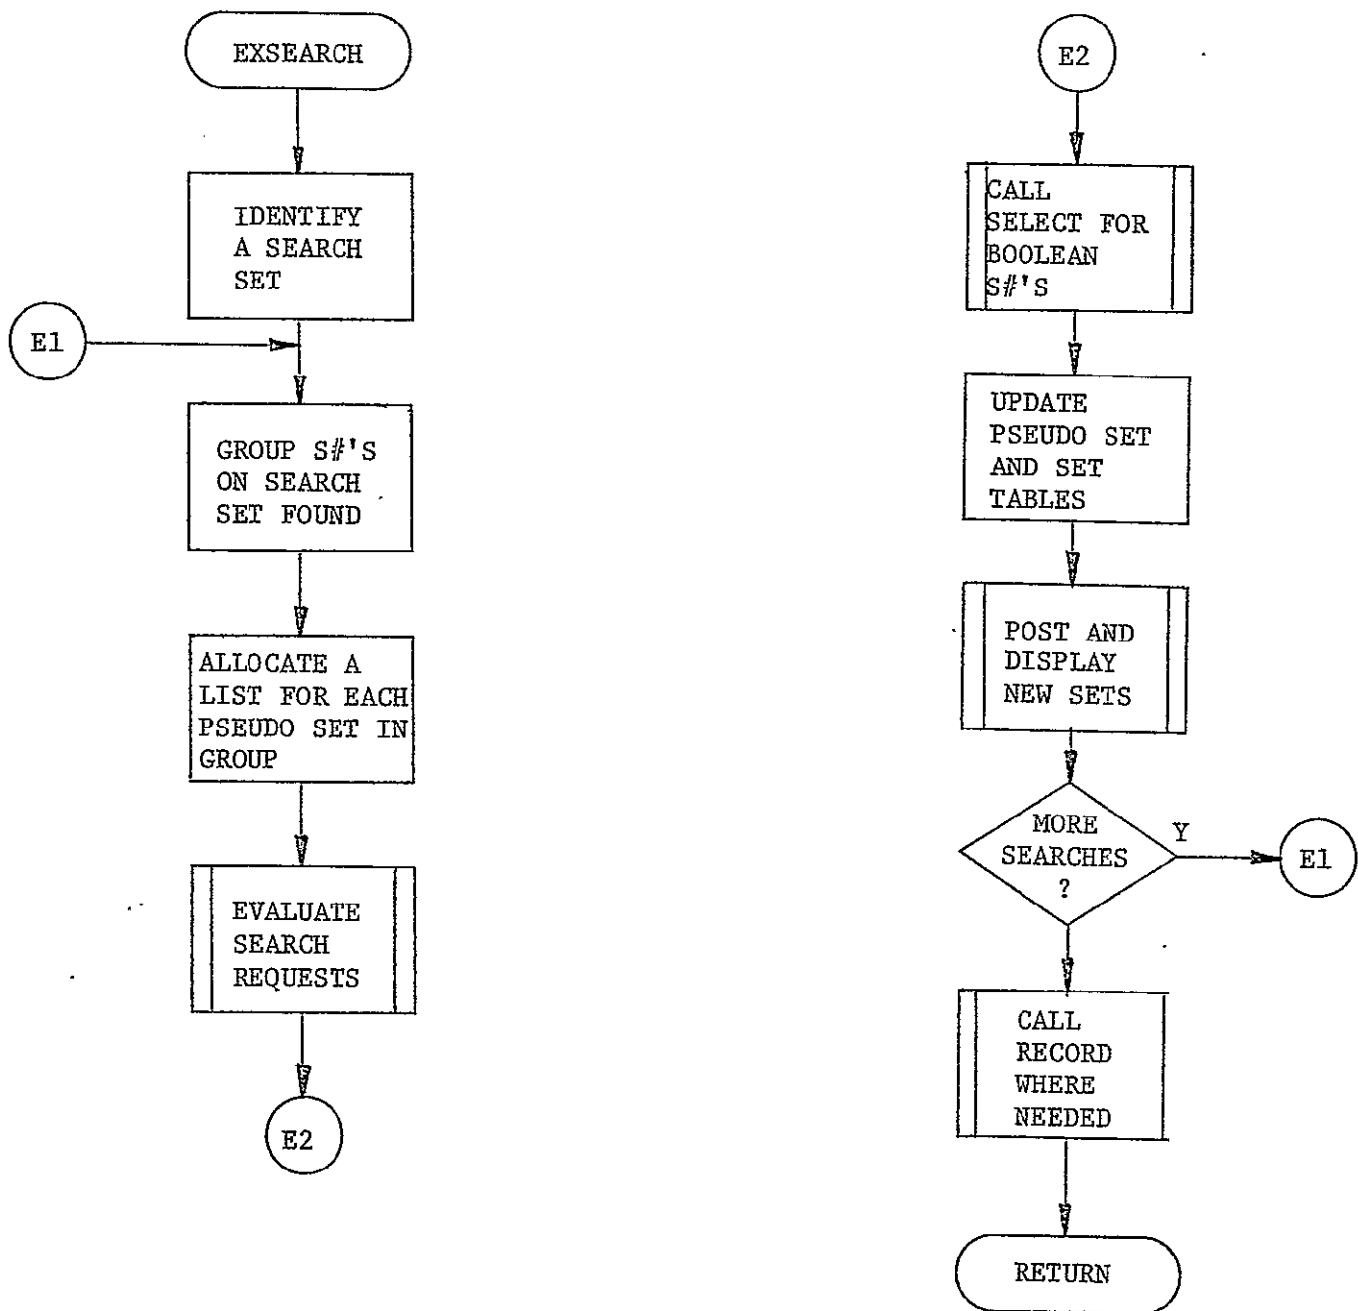 EXSEARCH
IDENTIFY
A SEARCH
SET
E1
GROUP S#'S
ON SEARCH
SET FOUND
ALLOCATE A
LIST FOR EACH
PSEUDO SET IN
GROUP
EVALUATE
SEARCH
REQUESTS
E2
E2
CALL
SELECT FOR
BOOLEAN
S#'S
UPDATE
PSEUDO SET
AND SET
TABLES
POST AND
DISPLAY
NEW SETS
MORE
SEARCHES
?
Y
E1
CALL
RECORD
WHERE
NEEDED
RETURN